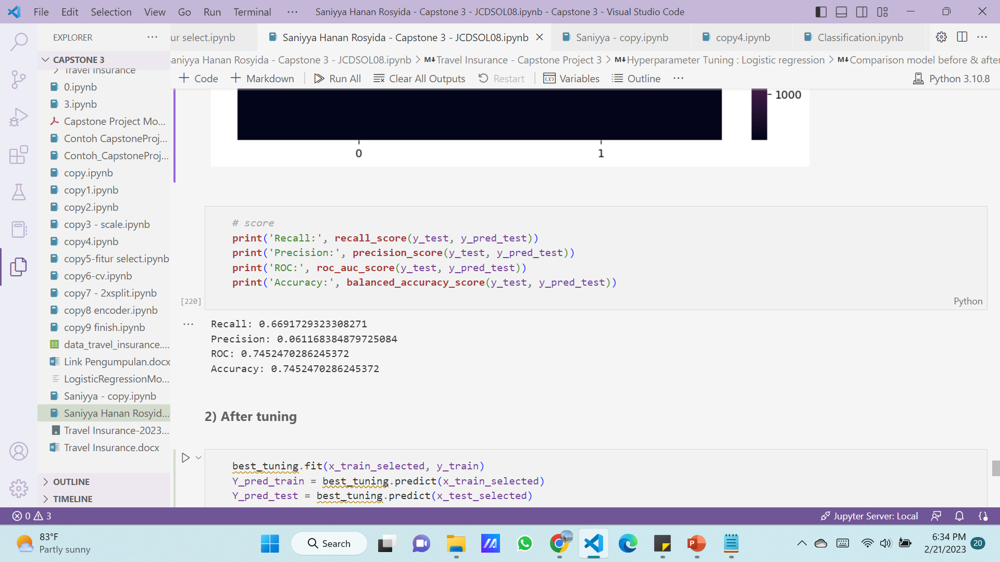 File Edit Selection View Go Run Terminal ··· Saniyya Hanan Rosyida - Capstone 3 - JCDSOL08.ipynb - Capstone 3 - Visual Studio Code
EXPLORER ···
ur select.ipynb Saniyya Hanan Rosyida - Capstone 3 - JCDSOL08.ipynb Saniyya - copy.ipynb copy4.ipynb Classification.ipynb ···
CAPSTONE 3
Travel Insurance
0.ipynb
3.ipynb
Capstone Project Mo...
Contoh CapstoneProj...
Contoh_CapstoneProj...
copy.ipynb
copy1.ipynb
copy2.ipynb
copy3 - scale.ipynb
copy4.ipynb
copy5-fitur select.ipynb
copy6-cv.ipynb
copy7 - 2xsplit.ipynb
copy8 encoder.ipynb
copy9 finish.ipynb
data_travel_insurance....
Link Pengumpulan.docx
LogisticRegressionMo...
Saniyya - copy.ipynb
Saniyya Hanan Rosyid...
Travel Insurance-2023...
Travel Insurance.docx
OUTLINE
TIMELINE
Saniyya Hanan Rosyida - Capstone 3 - JCDSOL08.ipynb > M↓Travel Insurance - Capstone Project 3 > M↓Hyperparameter Tuning : Logistic regression > M↓Comparison model before & after
+ Code + Markdown Run All Clear All Outputs Restart Variables Outline ··· Python 3.10.8
1000
0 1
# score
print('Recall:', recall_score(y_test, y_pred_test))
print('Precision:', precision_score(y_test, y_pred_test))
print('ROC:', roc_auc_score(y_test, y_pred_test))
print('Accuracy:', balanced_accuracy_score(y_test, y_pred_test))
[220] Python
··· Recall: 0.6691729323308271
Precision: 0.061168384879725084
ROC: 0.7452470286245372
Accuracy: 0.7452470286245372
2) After tuning
best_tuning.fit(x_train_selected, y_train)
Y_pred_train = best_tuning.predict(x_train_selected)
Y_pred_test = best_tuning.predict(x_test_selected)
0 3 Jupyter Server: Local
83°F
Partly sunny
Search
6:34 PM
2/21/2023 20